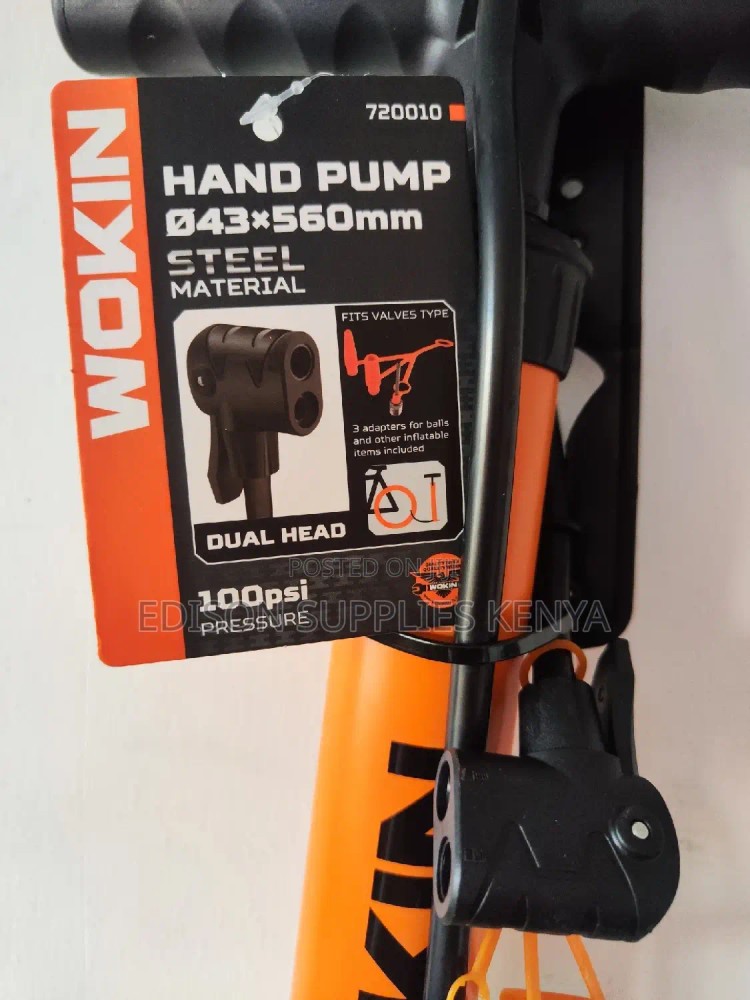 720010
WOKIN
HAND PUMP
Ø43×560mm
STEEL
MATERIAL
FITS VALVES TYPE
3 adapters for balls
and other inflatable
items included
DUAL HEAD
100psi
PRESSURE
WOKIN
POSTED ON
EDISON SUPPLIES KENYA
KIN